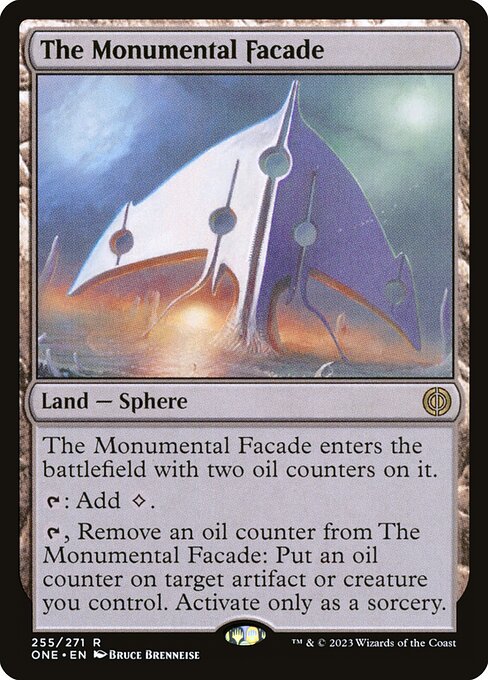 The Monumental Facade
Land — Sphere
The Monumental Facade enters the
battlefield with two oil counters on it.
: Add .
, Remove an oil counter from The
Monumental Facade: Put an oil
counter on target artifact or creature
you control. Activate only as a sorcery.
255/271 R
ONE • EN Bruce Brenneise
™ & © 2023 Wizards of the Coast